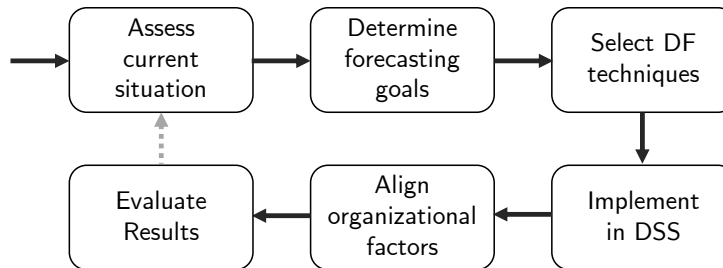 Assess
current
situation
Determine
forecasting
goals
Select DF
techniques
Evaluate
Results
Align
organizational
factors
Implement
in DSS